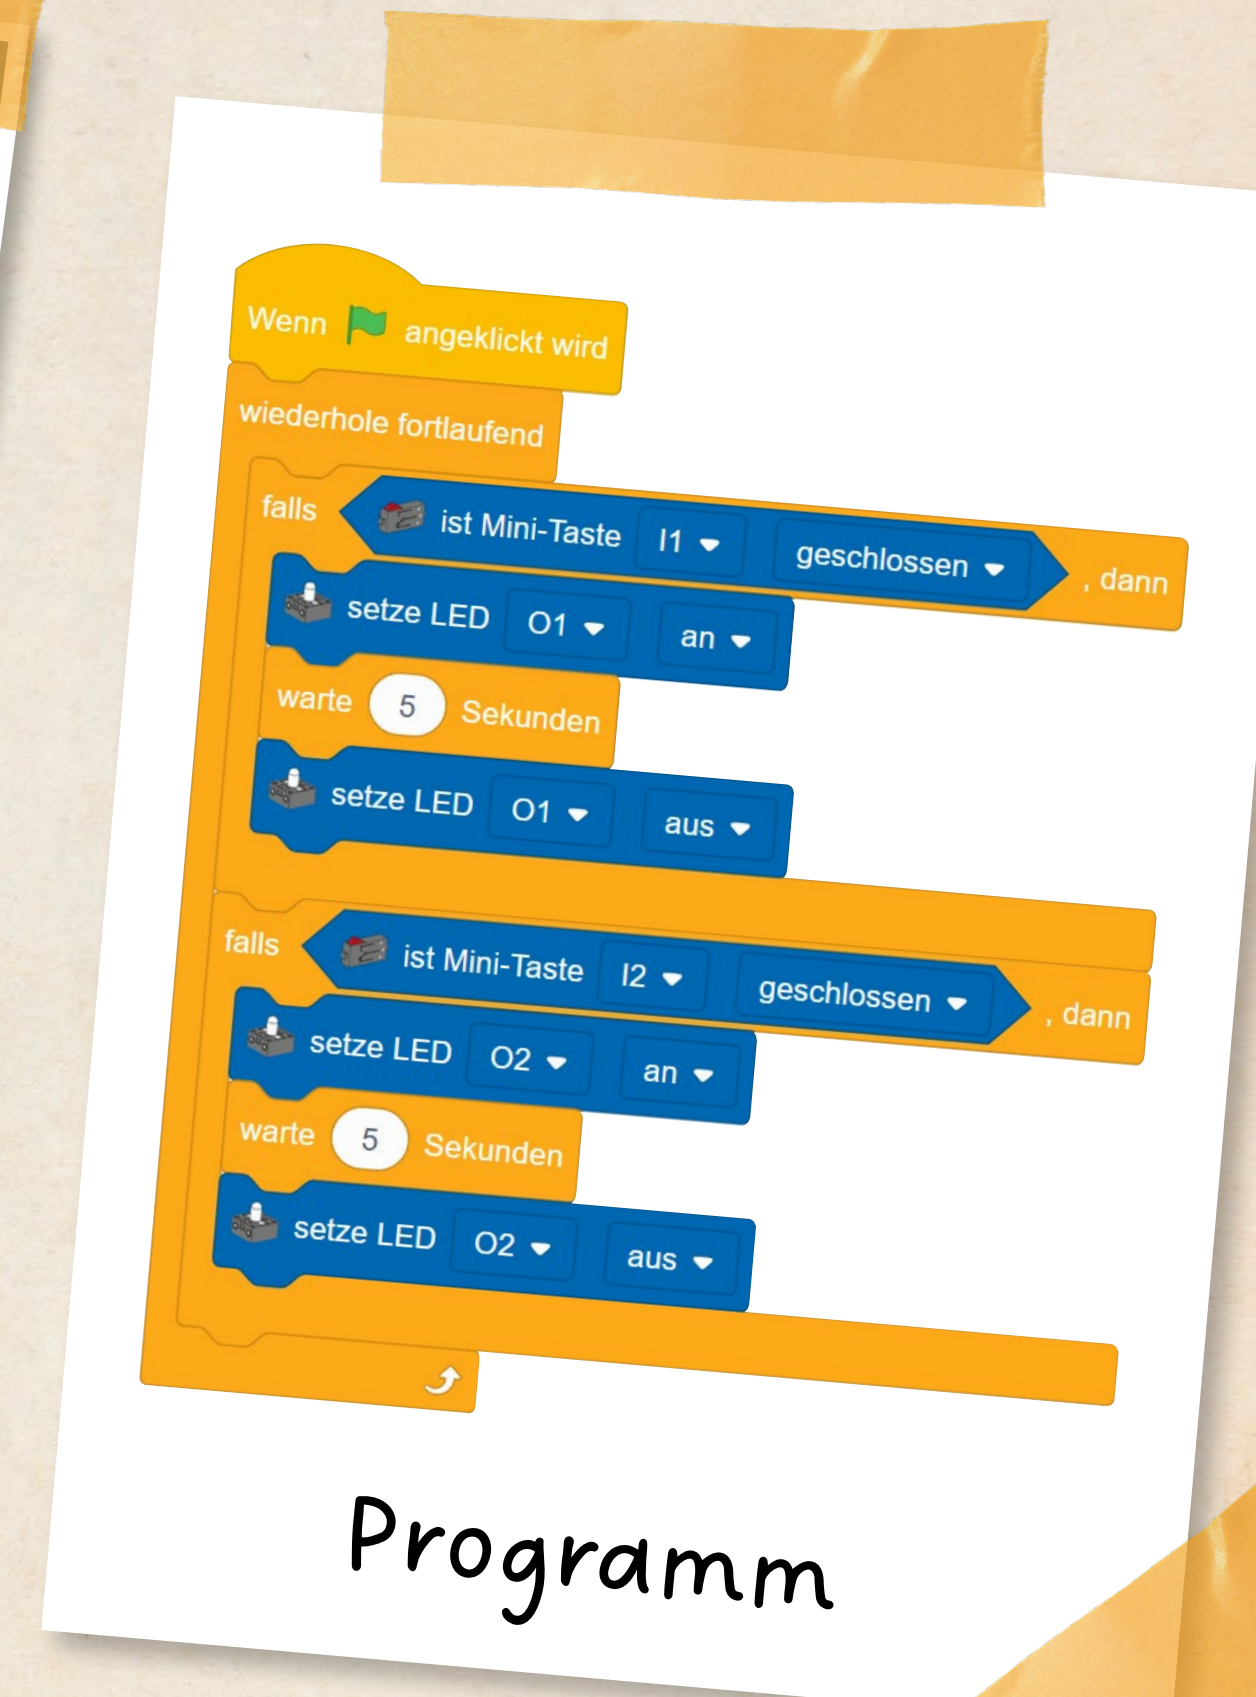 Wenn angeklickt wird
wiederhole fortlaufend
falls ist Mini-Taste I1 geschlossen , dann
setze LED O1 an
warte 5 Sekunden
setze LED O1 aus
falls ist Mini-Taste I2 geschlossen , dann
setze LED O2 an
warte 5 Sekunden
setze LED O2 aus
Programm